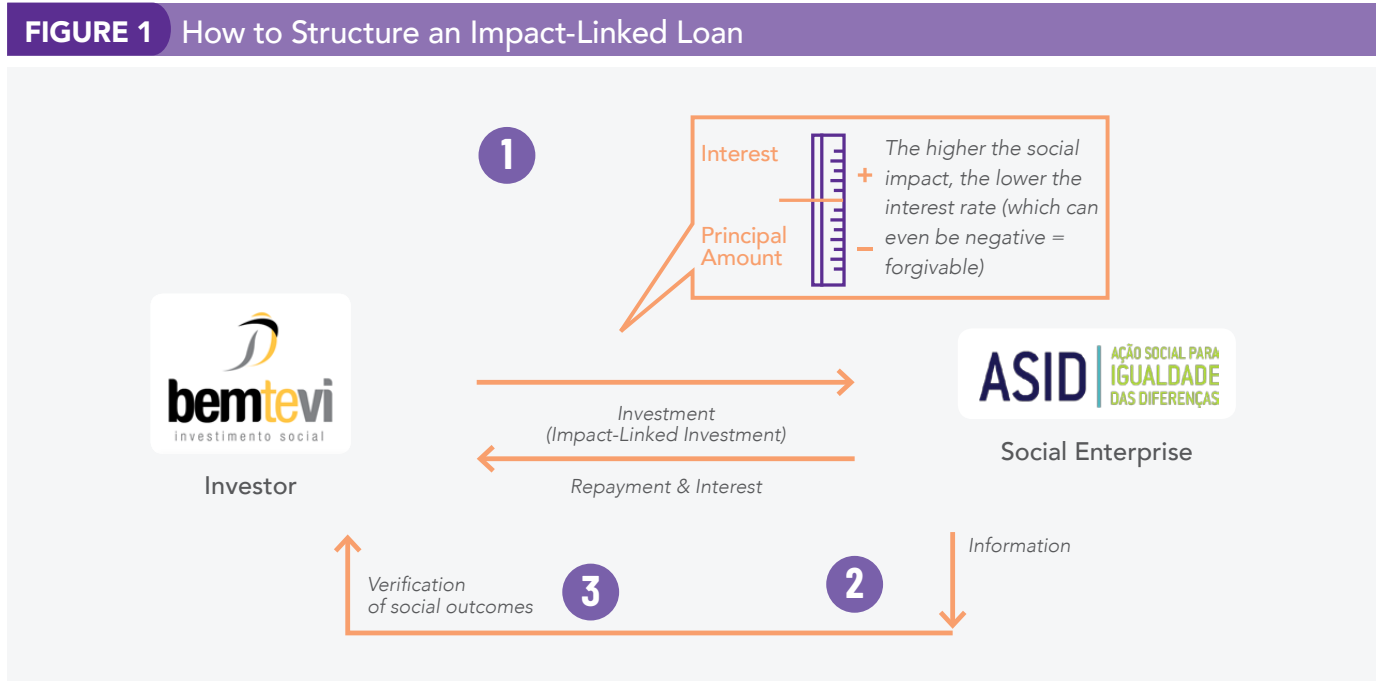 FIGURE 1 How to Structure an Impact-Linked Loan
1
Interest
Principal
Amount
+
−
The higher the social
impact, the lower the
interest rate (which can
even be negative =
forgivable)
bemtevi
investimento social
Investor
Investment
(Impact-Linked Investment)
Repayment & Interest
ASID
AÇÃO SOCIAL PARA
IGUALDADE
DAS DIFERENÇAS
Social Enterprise
Information
2
3
Verification
of social outcomes